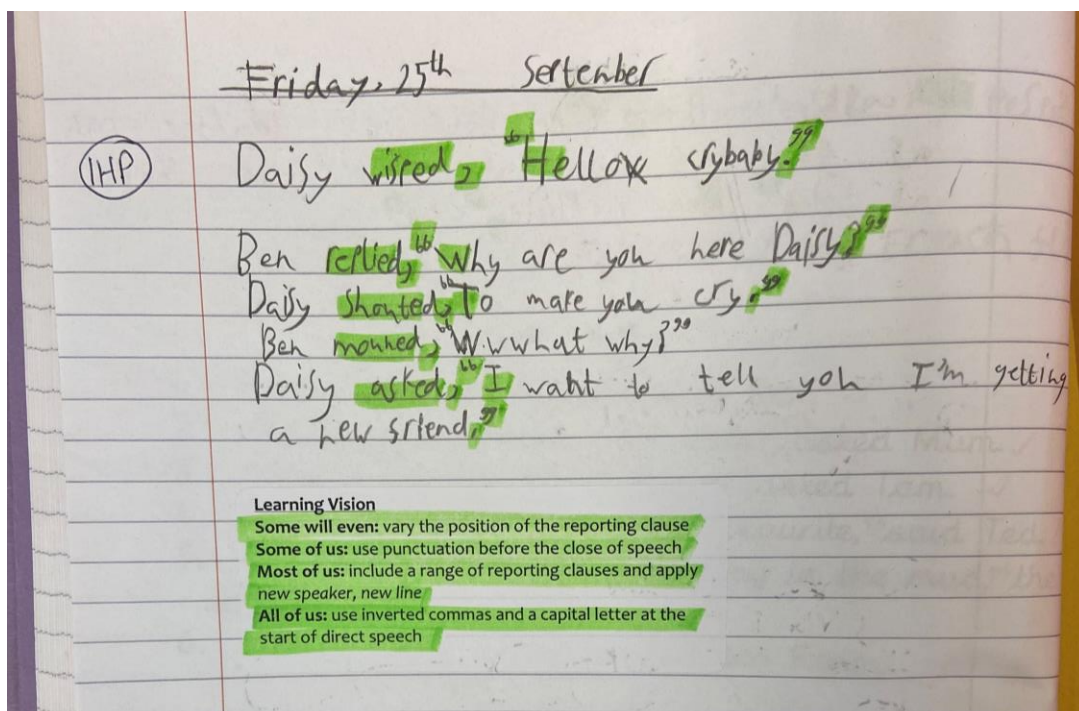 Friday, 25th Septenber
IHP
Daisy wisped, "Hellox crybaby."
Ben replied, "Why are you here Daisy?"
Daisy shouted, "To make you cry."
Ben mouned, "W.wwhat why?"
Daisy asked, "I want to tell you I'm getting
a new sriend."
Learning Vision
Some will even: vary the position of the reporting clause
Some of us: use punctuation before the close of speech
Most of us: include a range of reporting clauses and apply
new speaker, new line
All of us: use inverted commas and a capital letter at the
start of direct speech